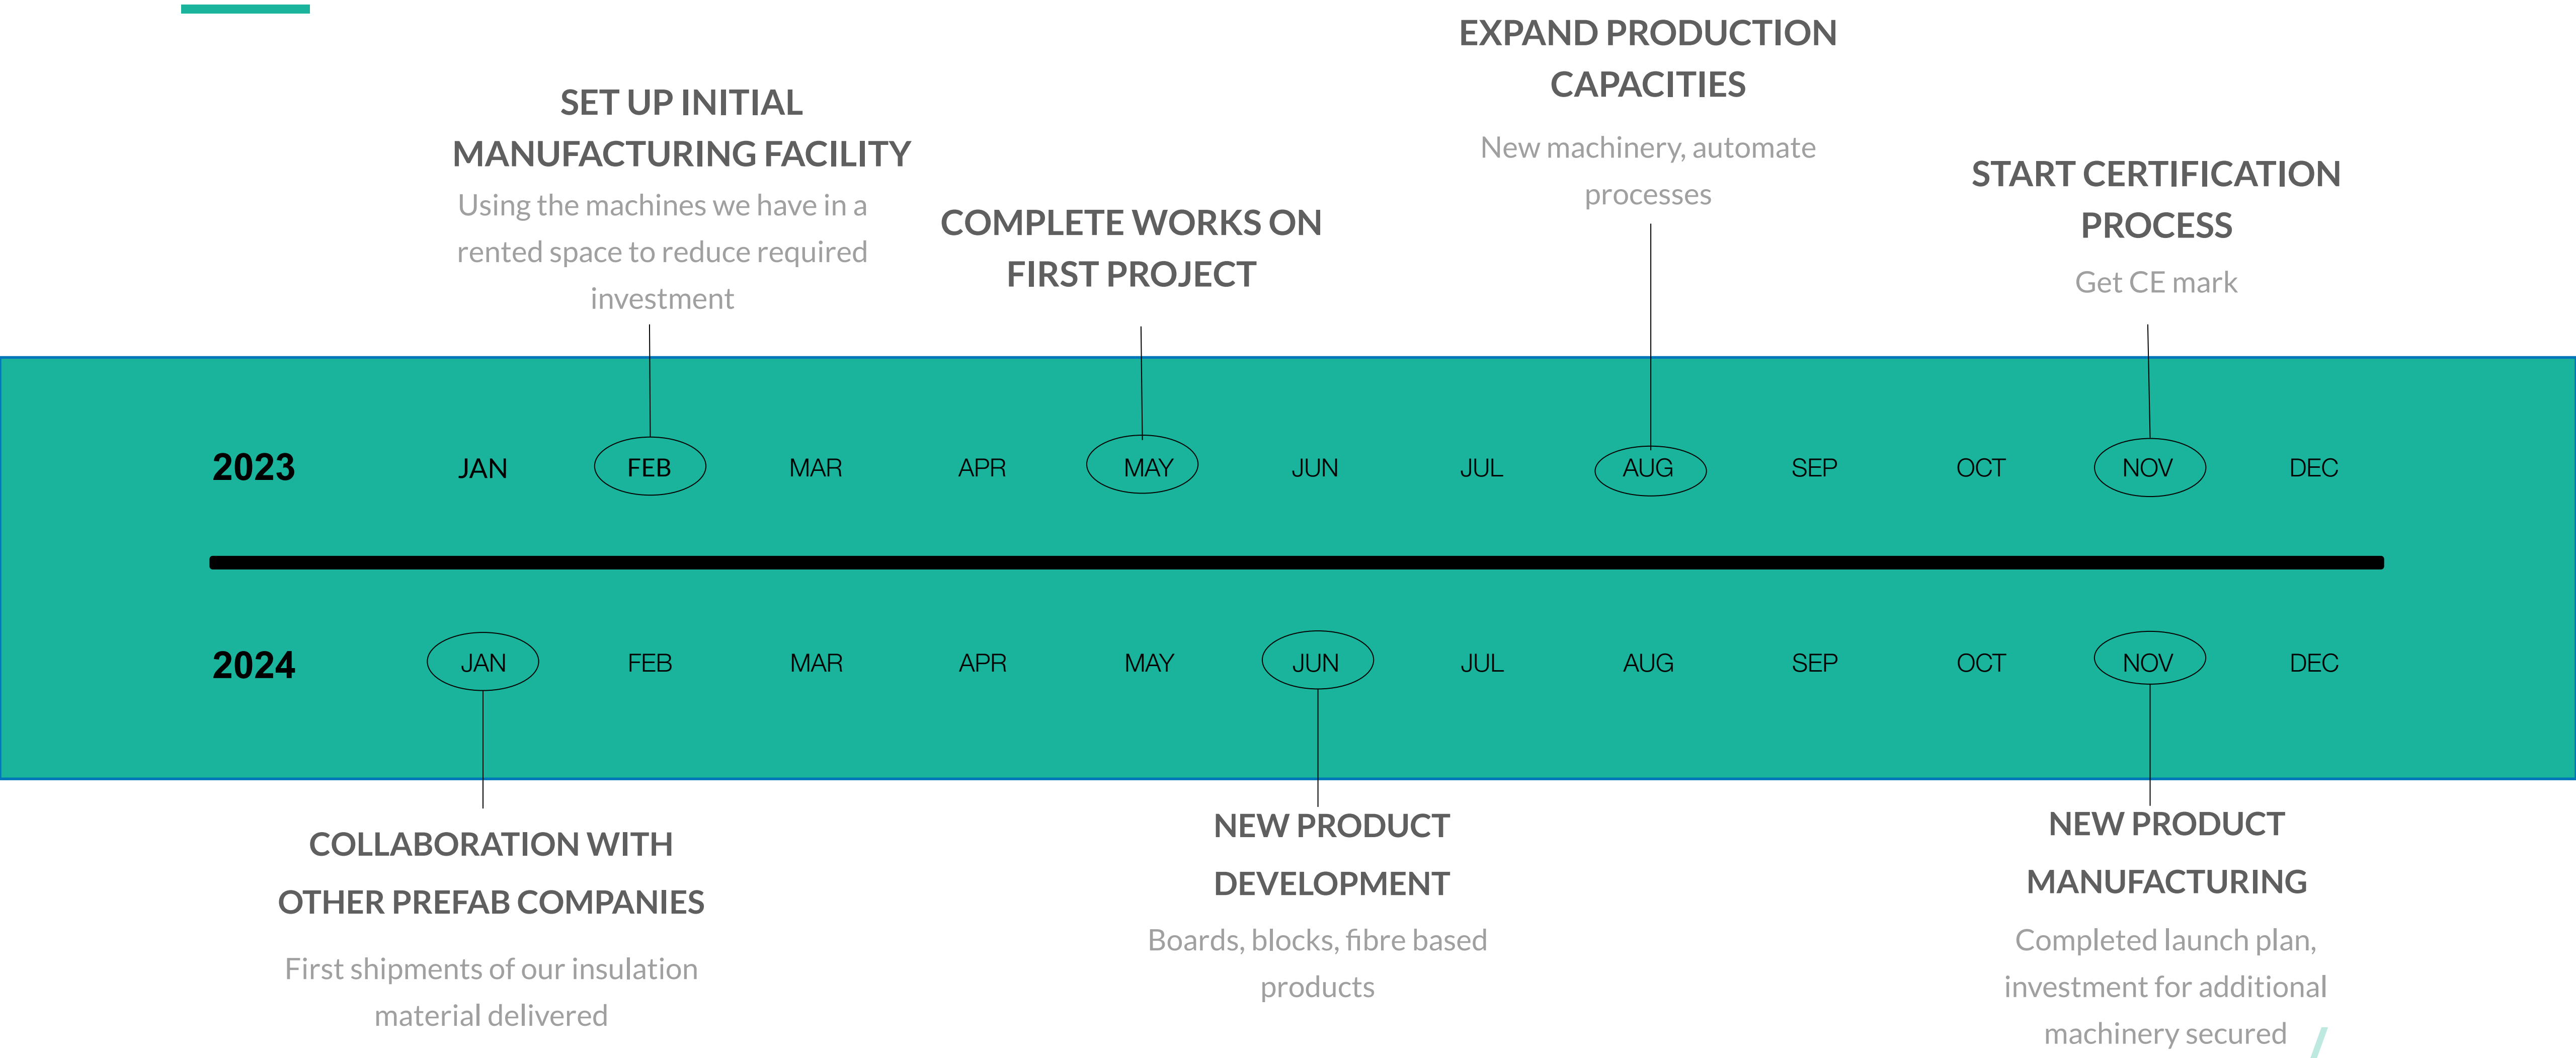 EXPAND PRODUCTION
CAPACITIES
New machinery, automate
processes
SET UP INITIAL
MANUFACTURING FACILITY
Using the machines we have in a
rented space to reduce required
investment
COMPLETE WORKS ON
FIRST PROJECT
START CERTIFICATION
PROCESS
Get CE mark
2023 JAN FEB MAR APR MAY JUN JUL AUG SEP OCT NOV DEC
2024 JAN FEB MAR APR MAY JUN JUL AUG SEP OCT NOV DEC
COLLABORATION WITH
OTHER PREFAB COMPANIES
First shipments of our insulation
material delivered
NEW PRODUCT
DEVELOPMENT
Boards, blocks, fibre based
products
NEW PRODUCT
MANUFACTURING
Completed launch plan,
investment for additional
machinery secured